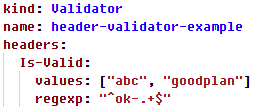 kind: Validator
name: header-validator-example
headers:
  Is-Valid:
    values: ["abc", "goodplan"]
    regexp: "^ok-.+$"